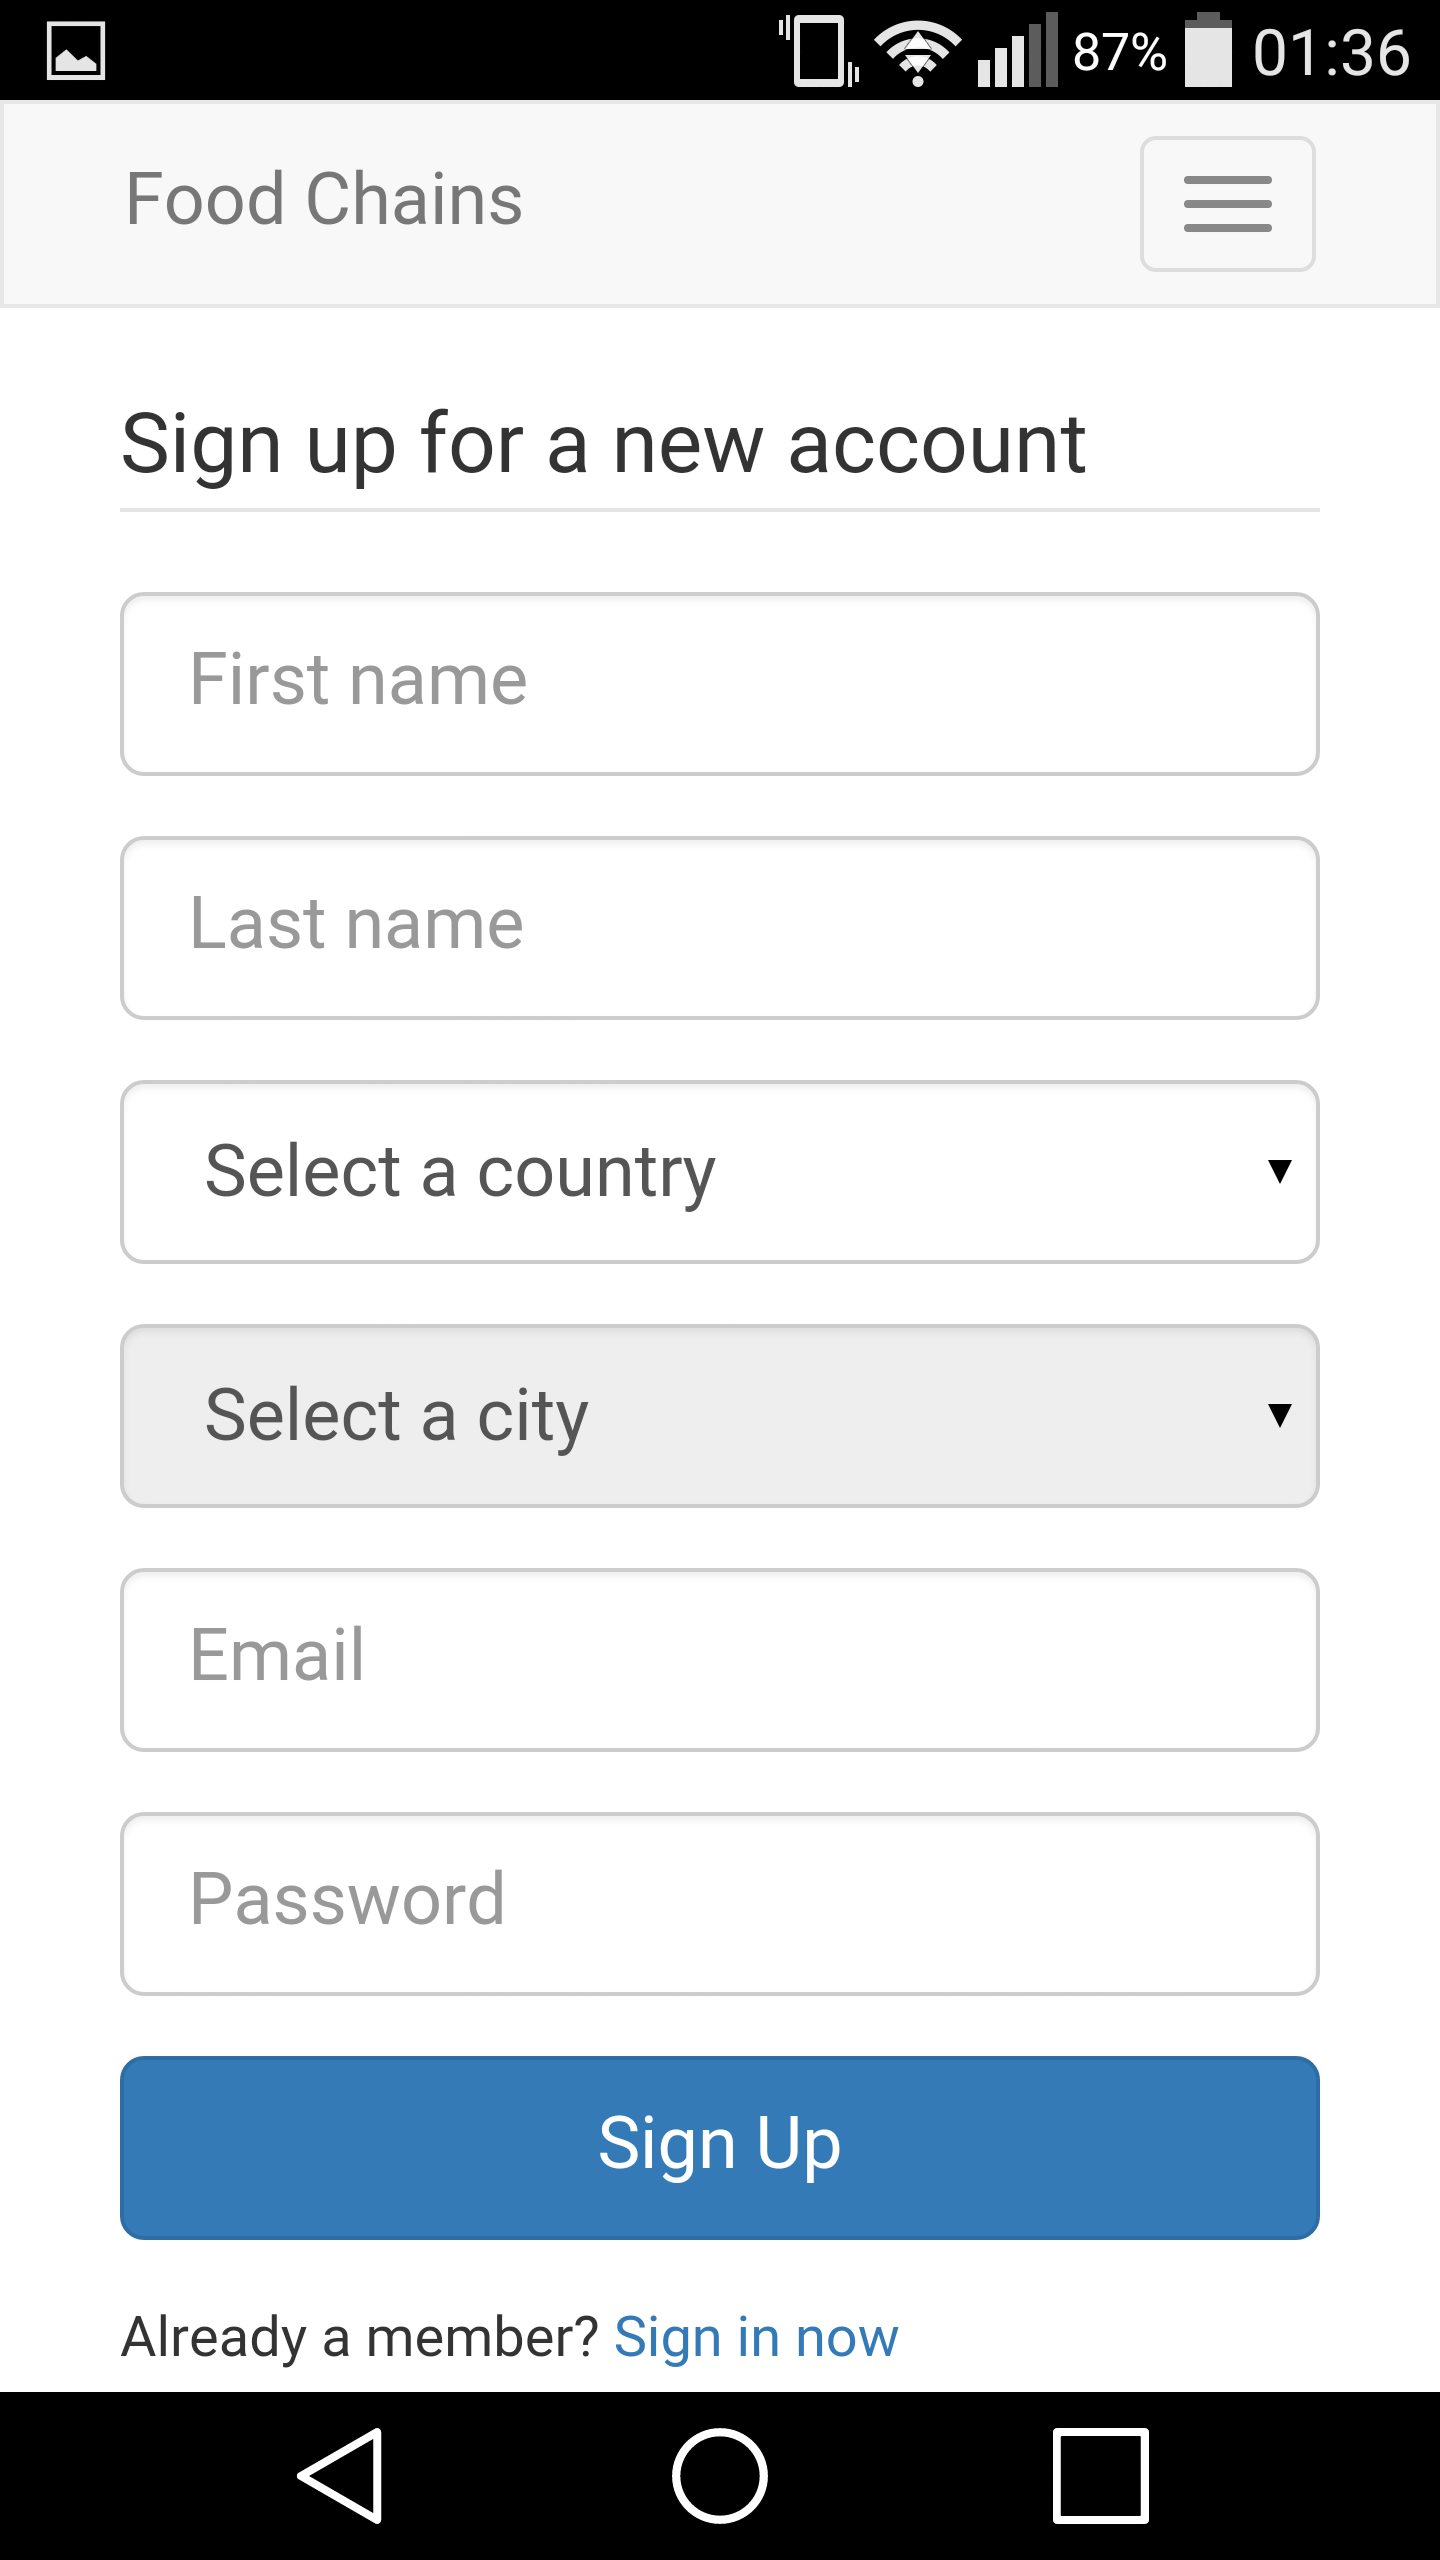 87% 01:36
Food Chains
Sign up for a new account
First name
Last name
Select a country
Select a city
Email
Password
Sign Up
Already a member? Sign in now